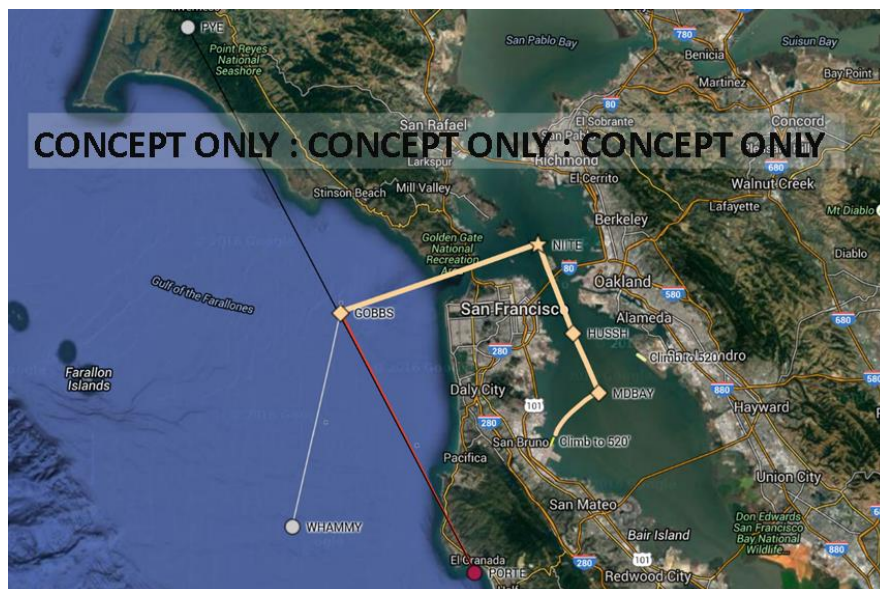 PYE
Point Reyes
National
Seashore
San Pablo Bay
780
Suisun Bay
Benicia
Martinez
Bay Point
80
El Sobrante
San Pablo
Concord
680
San Rafael
CONCEPT ONLY : CONCEPT ONLY : CONCEPT ONLY
Larkspur
Richmond
El Cerrito
Walnut Creek
Stinson Beach
Mill Valley
Berkeley
Lafayette
Mt Diablo
Golden Gate
National
Recreation
NIITE
Diablo
80
Oakland
580
680
Gulf of the Farallones
GOBBS
San Francisco
Alameda
HUSSH
280
Climb to 520'
Farallon
Islands
Daly City
MDBAY
880
580
101
Hayward
280
San Bruno
Climb to 520'
Pacifica
Union City
WHAMMY
San Mateo
Don Edwards
San Francisco
Bay National
Wildlife
Bair Island
880
El Granada
PORTE
280
101
Redwood City